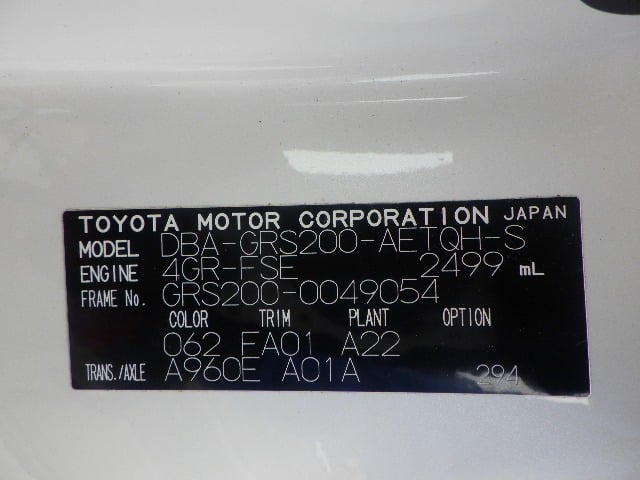 TOYOTA MOTOR CORPORATION JAPAN
MODEL DBA-GRS200-AETQH-S
ENGINE 4GR-FSE 2499 mL
FRAME No. GRS200-0049054
COLOR TRIM PLANT OPTION
062 FA01 A22
TRANS./AXLE A960E A01A 294